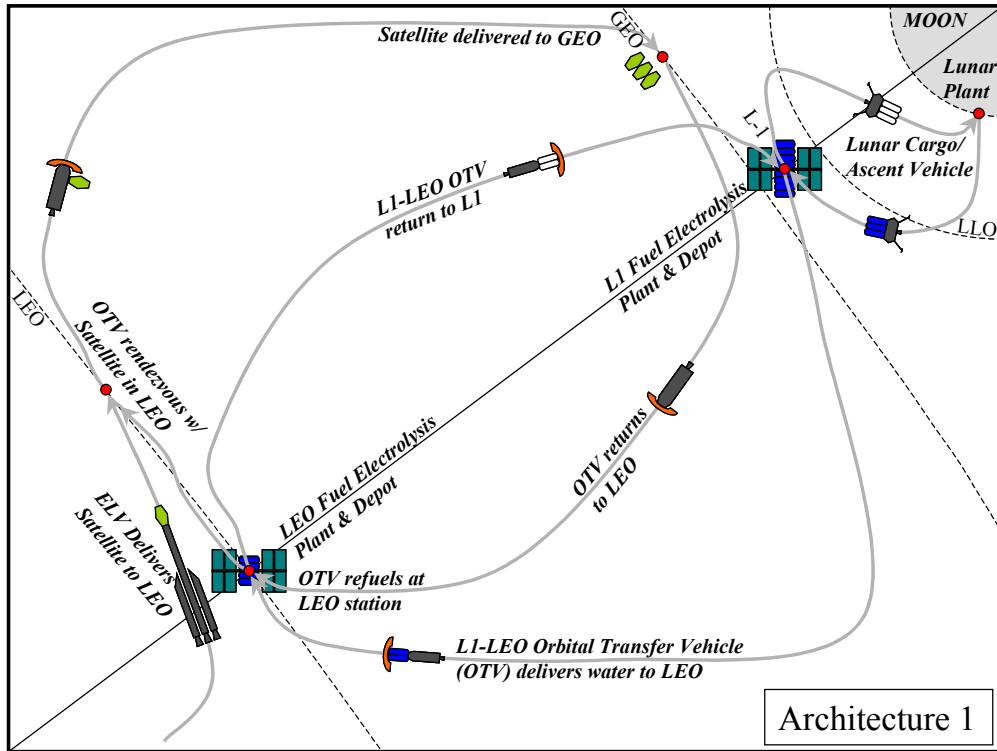 MOON
Lunar
Plant
Satellite delivered to GEO
GEO
L-1
Lunar Cargo/
Ascent Vehicle
LLO
L1-LEO OTV
return to L1
L1 Fuel Electrolysis
Plant & Depot
LEO
OTV rendezvous w/
Satellite in LEO
LEO Fuel Electrolysis
Plant & Depot
OTV returns
to LEO
ELV Delivers
Satellite to LEO
OTV refuels at
LEO station
L1-LEO Orbital Transfer Vehicle
(OTV) delivers water to LEO
Architecture 1